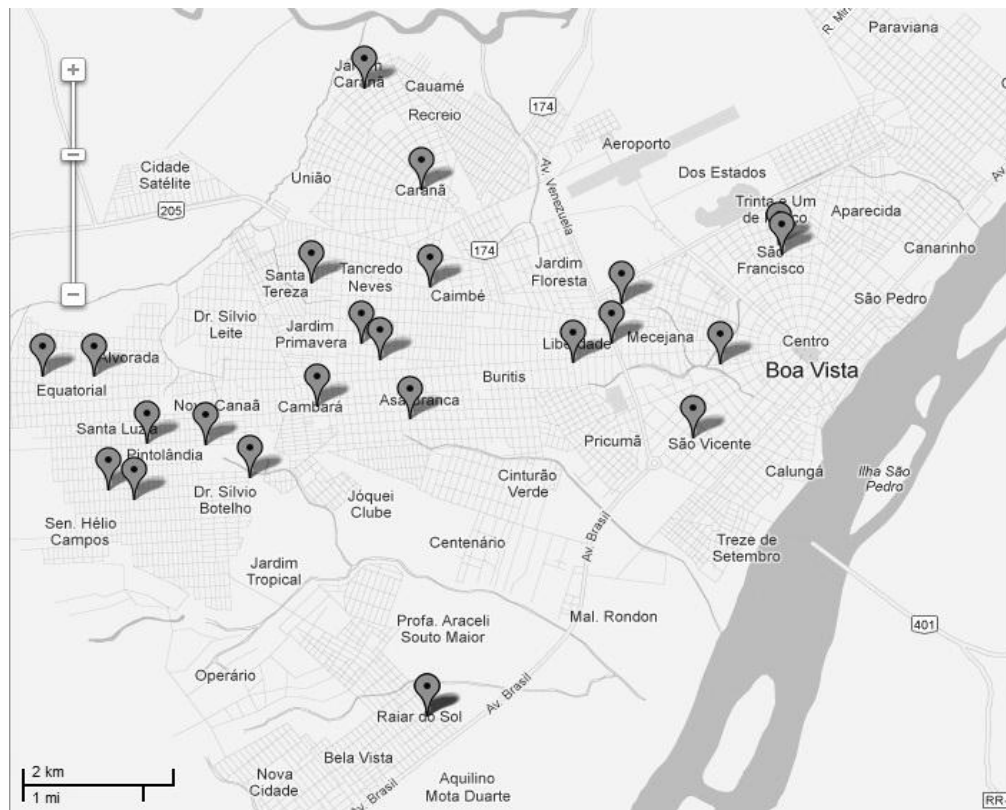 Paraviana
R. Min
Jardim
Caranã
Cauamé
Recreio
174
Aeroporto
Cidade
Satélite
União
Caranã
Av. Venezuela
Dos Estados
Av.
205
Trinta e Um
de Março
Aparecida
São
Francisco
Canarinho
174
Santa
Tereza
Tancredo
Neves
Caimbé
Jardim
Floresta
São Pedro
Dr. Silvio
Leite
Jardim
Primavera
Liberdade
Mecejana
Centro
Boa Vista
Alvorada
Equatorial
Buritis
Cambará
Asa Branca
Nova Canaã
Santa Luzia
Pintolândia
Pricumã
São Vicente
Calungá
Ilha São
Pedro
Dr. Silvio
Botelho
Jóquei
Clube
Cinturão
Verde
Sen. Hélio
Campos
Centenário
Av. Brasil
Treze de
Setembro
Jardim
Tropical
Profa. Araceli
Souto Maior
Mal. Rondon
401
Operário
Av. Brasil
Raiar do Sol
Bela Vista
Nova
Cidade
Av. Brasil
Aquilino
Mota Duarte
2 km
1 mi
RR